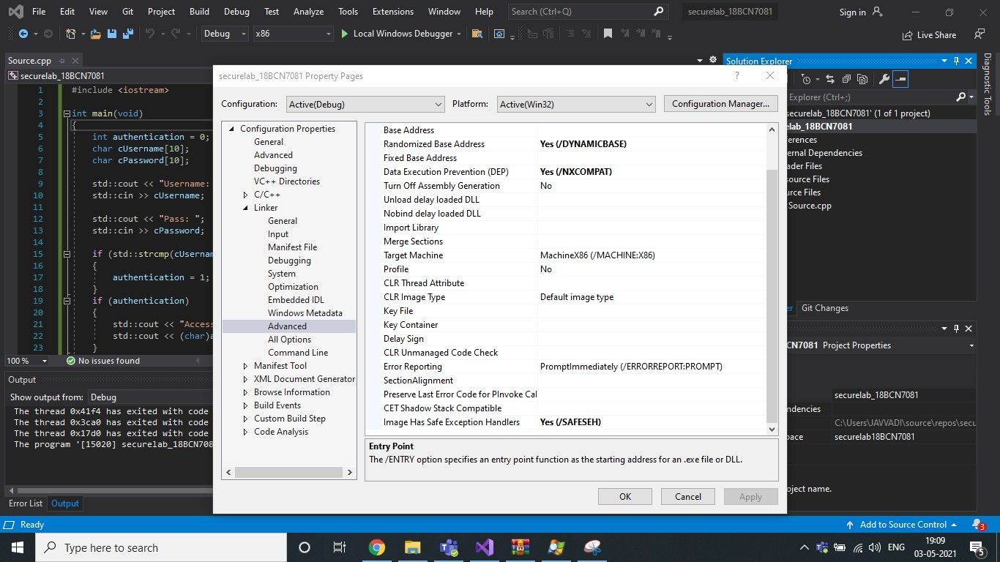 File Edit View Git Project Build Debug Test Analyze Tools Extensions Window Help Search (Ctrl+Q) securelab_18BCN7081 Sign in
Debug x86 Local Windows Debugger Live Share
Source.cpp
securelab_18BCN7081
1 #include <iostream>
2
3 int main(void)
4 {
5 int authentication = 0;
6 char cUsername[10];
7 char cPassword[10];
8
9 std::cout << "Username:
10 std::cin >> cUsername;
11
12 std::cout << "Pass: ";
13 std::cin >> cPassword;
14
15 if (std::strcmp(cUsern
16 {
17 authentication = 1;
18 }
19 if (authentication)
20 {
21 std::cout << "Acces
22 std::cout << (char)a
23 }
100 % No issues found
Output
Show output from: Debug
The thread 0x41f4 has exited with code
The thread 0x3ca0 has exited with code
The thread 0x17d0 has exited with code
The program '[15020] securelab_18BCN708
Error List Output
securelab_18BCN7081 Property Pages ?
Configuration: Active(Debug) Platform: Active(Win32) Configuration Manager...
Configuration Properties
General
Advanced
Debugging
VC++ Directories
C/C++
Linker
General
Input
Manifest File
Debugging
System
Optimization
Embedded IDL
Windows Metadata
Advanced
All Options
Command Line
Manifest Tool
XML Document Generator
Browse Information
Build Events
Custom Build Step
Code Analysis
Base Address
Randomized Base Address Yes (/DYNAMICBASE)
Fixed Base Address
Data Execution Prevention (DEP) Yes (/NXCOMPAT)
Turn Off Assembly Generation No
Unload delay loaded DLL
Nobind delay loaded DLL
Import Library
Merge Sections
Target Machine MachineX86 (/MACHINE:X86)
Profile No
CLR Thread Attribute
CLR Image Type Default image type
Key File
Key Container
Delay Sign
CLR Unmanaged Code Check
Error Reporting PromptImmediately (/ERRORREPORT:PROMPT)
SectionAlignment
Preserve Last Error Code for PInvoke Cal
CET Shadow Stack Compatible
Image Has Safe Exception Handlers Yes (/SAFESEH)
Entry Point
The /ENTRY option specifies an entry point function as the starting address for an .exe file or DLL.
OK Cancel Apply
Solution Explorer
Explorer (Ctrl+;)
securelab_18BCN7081' (1 of 1 project)
elab_18BCN7081
erences
ernal Dependencies
ader Files
source Files
urce Files
Source.cpp
er Git Changes
CN7081 Project Properties
securelab_18BCN7081
ndencies
C:\Users\JAVVADI\source\repos\secu
pace securelab18BCN7081
oject name.
Diagnostic Tools
Ready Add to Source Control 3
Type here to search ENG 19:09
03-05-2021 5